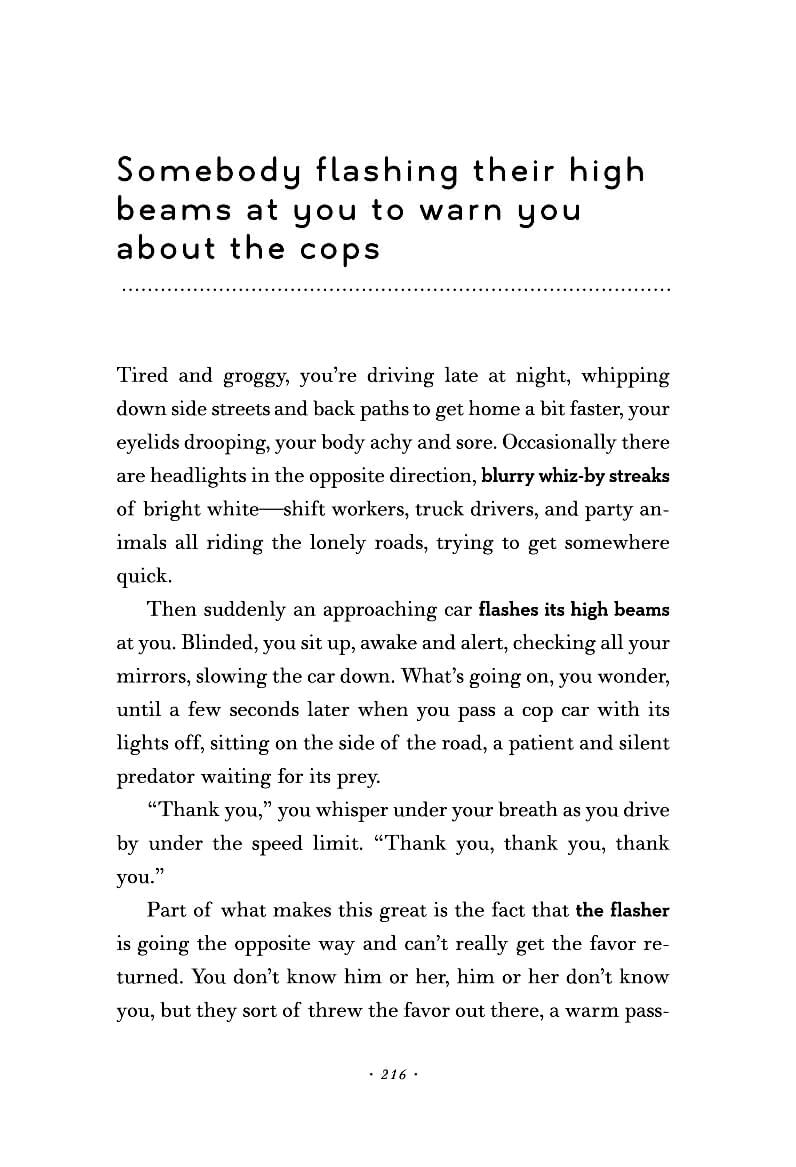 Somebody flashing their high
beams at you to warn you
about the cops
Tired and groggy, you’re driving late at night, whipping
down side streets and back paths to get home a bit faster, your
eyelids drooping, your body achy and sore. Occasionally there
are headlights in the opposite direction, blurry whiz-by streaks
of bright white—shift workers, truck drivers, and party an-
imals all riding the lonely roads, trying to get somewhere
quick.
Then suddenly an approaching car flashes its high beams
at you. Blinded, you sit up, awake and alert, checking all your
mirrors, slowing the car down. What’s going on, you wonder,
until a few seconds later when you pass a cop car with its
lights off, sitting on the side of the road, a patient and silent
predator waiting for its prey.
“Thank you,” you whisper under your breath as you drive
by under the speed limit. “Thank you, thank you, thank
you.”
Part of what makes this great is the fact that the flasher
is going the opposite way and can’t really get the favor re-
turned. You don’t know him or her, him or her don’t know
you, but they sort of threw the favor out there, a warm pass-
· 216 ·